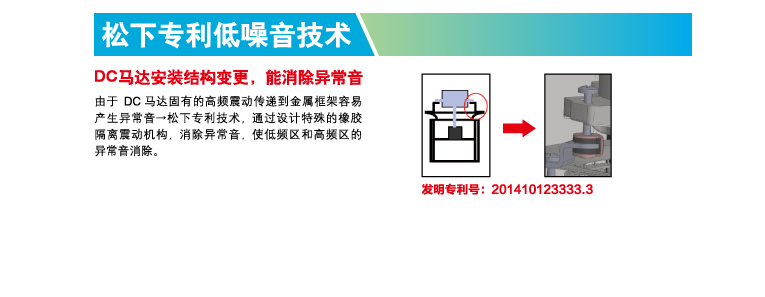 松下专利低噪音技术
DC马达安装结构变更，能消除异常音
由于 DC 马达固有的高频震动传递到金属框架容易
产生异常音→松下专利技术，通过设计特殊的橡胶
隔离震动机构，消除异常音，使低频区和高频区的
异常音消除。
发明专利号：201410123333.3